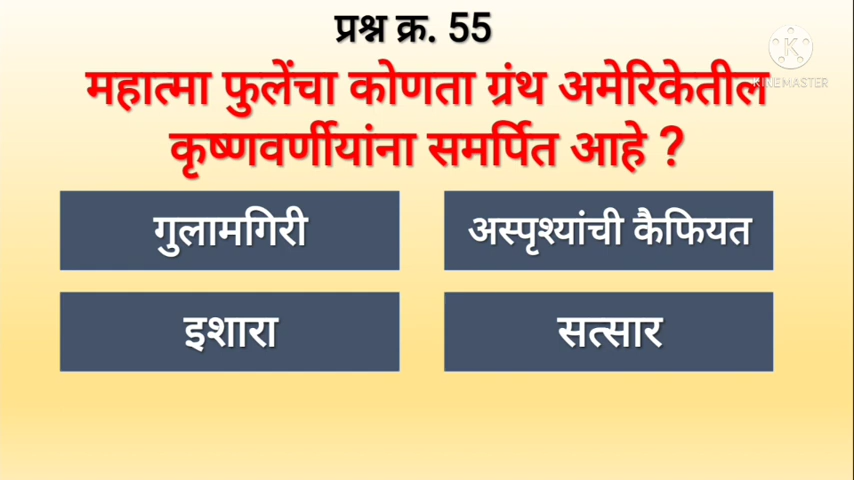 प्रश्न क्र. 55
महात्मा फुलेंचा कोणता ग्रंथ अमेरिकेतील
कृष्णवर्णीयांना समर्पित आहे ?
गुलामगिरी
अस्पृश्यांची कैफियत
इशारा
सत्सार
K
KINEMASTER